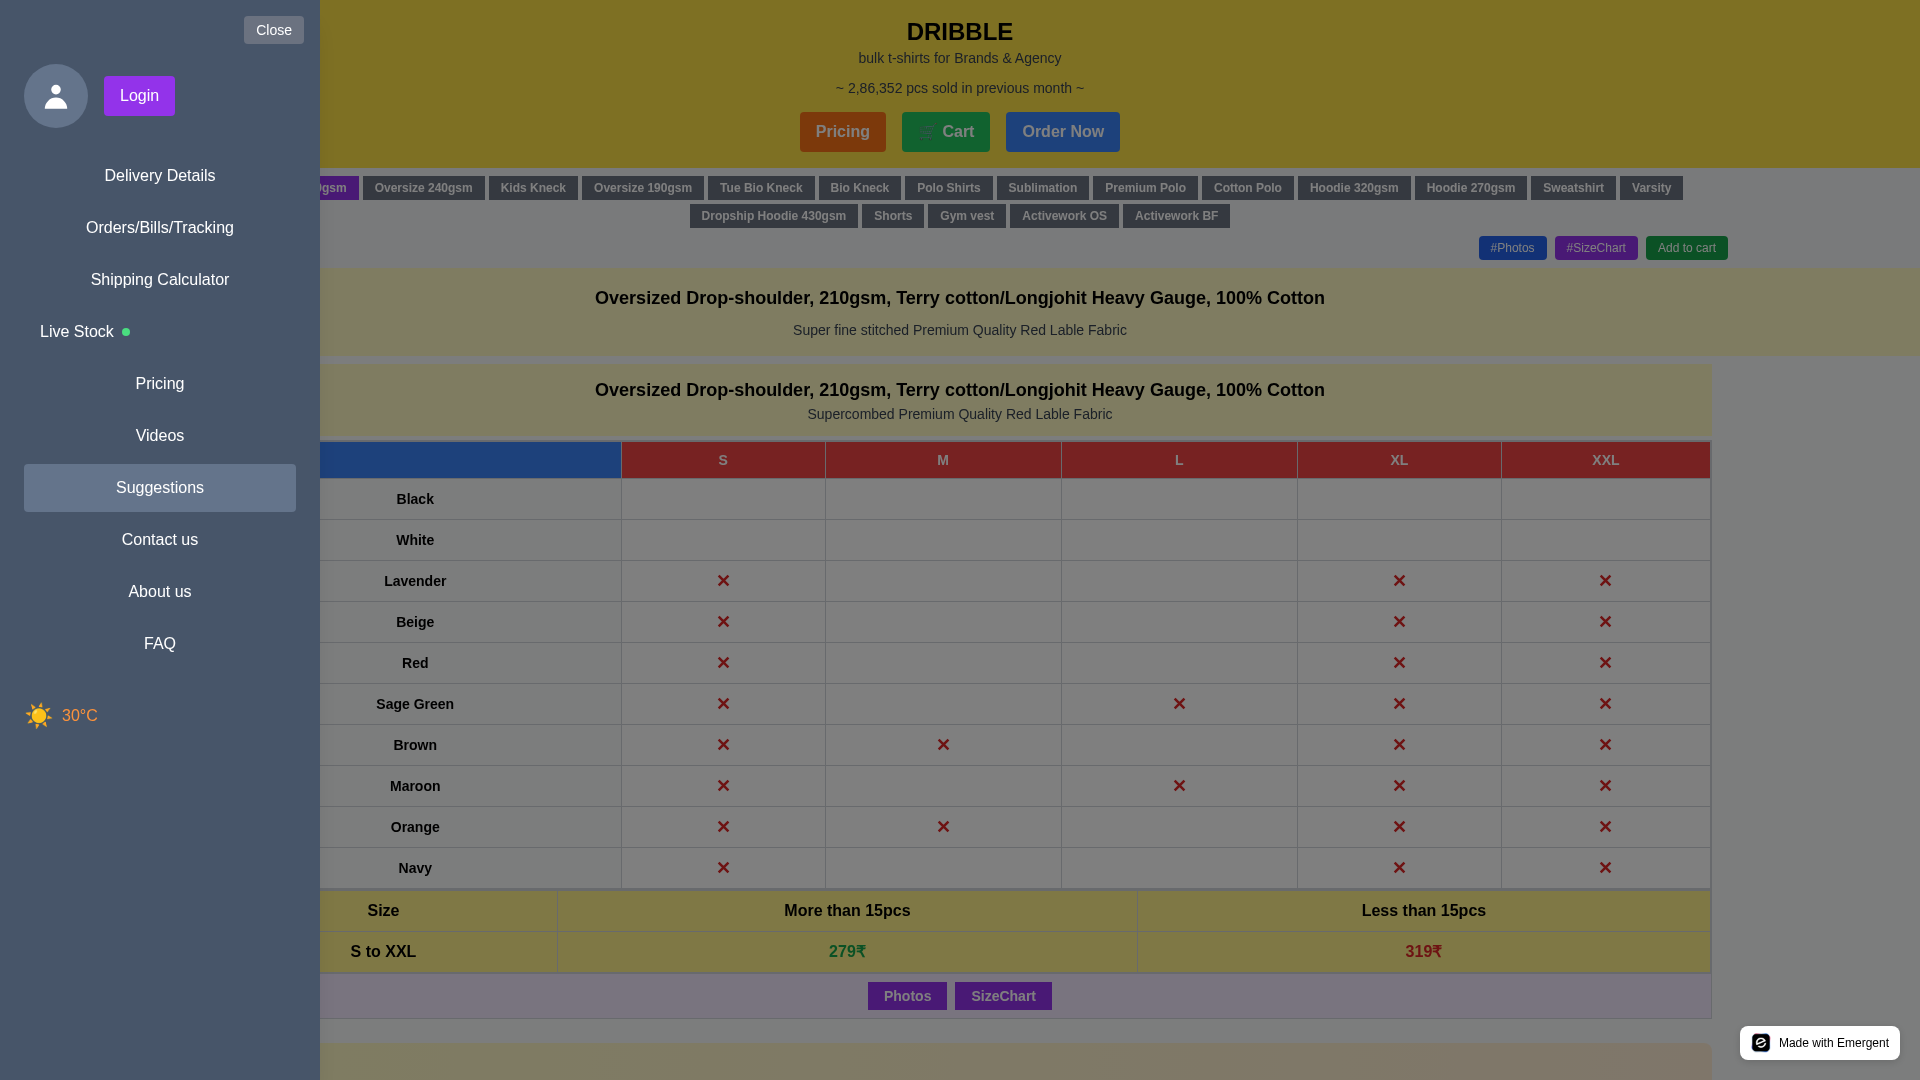 Close
Login
Delivery Details
Orders/Bills/Tracking
Shipping Calculator
Live Stock
Pricing
Videos
Suggestions
Contact us
About us
FAQ
30°C
DRIBBLE
bulk t-shirts for Brands & Agency
~ 2,86,352 pcs sold in previous month ~
Pricing
🛒 Cart
Order Now
gsm Oversize 240gsm Kids Kneck Oversize 190gsm Tue Bio Kneck Bio Kneck Polo Shirts Sublimation Premium Polo Cotton Polo Hoodie 320gsm Hoodie 270gsm Sweatshirt Varsity
Dropship Hoodie 430gsm Shorts Gym vest Activework OS Activework BF
#Photos #SizeChart Add to cart
Oversized Drop-shoulder, 210gsm, Terry cotton/Longjohit Heavy Gauge, 100% Cotton
Super fine stitched Premium Quality Red Lable Fabric
Oversized Drop-shoulder, 210gsm, Terry cotton/Longjohit Heavy Gauge, 100% Cotton
Supercombed Premium Quality Red Lable Fabric
S M L XL XXL
Black
White
Lavender ✕ ✕ ✕
Beige ✕ ✕ ✕
Red ✕ ✕ ✕
Sage Green ✕ ✕ ✕ ✕
Brown ✕ ✕ ✕ ✕
Maroon ✕ ✕ ✕ ✕
Orange ✕ ✕ ✕ ✕
Navy ✕ ✕ ✕
Size More than 15pcs Less than 15pcs
S to XXL 279₹ 319₹
Photos SizeChart
Made with Emergent